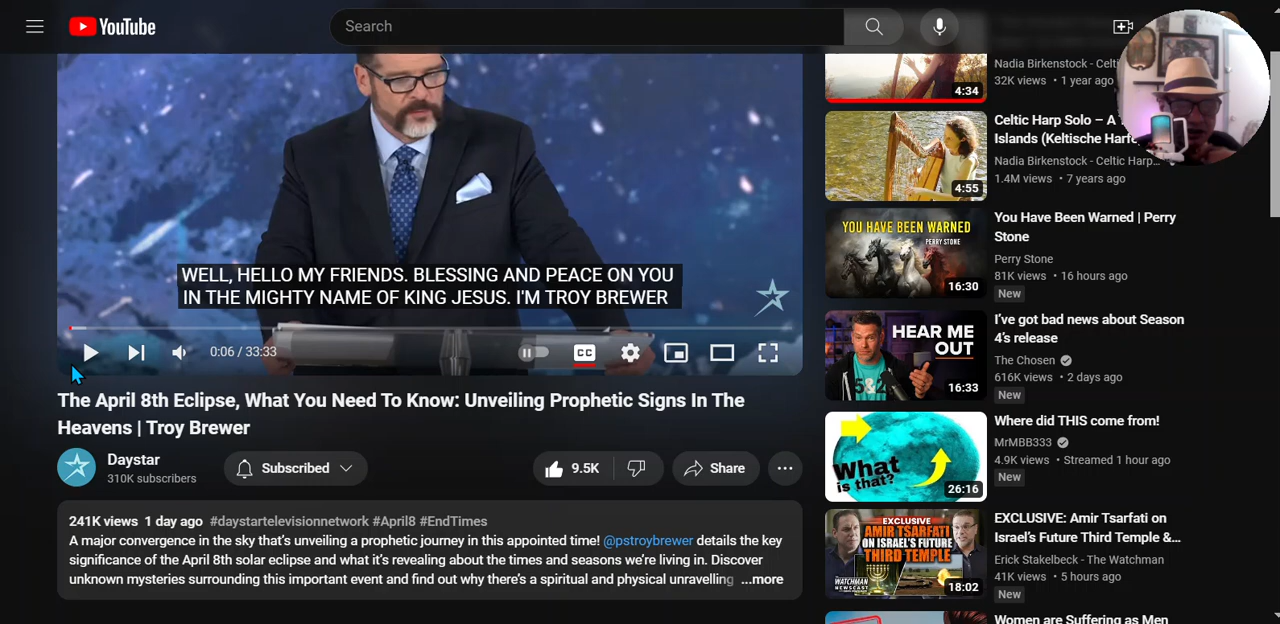 YouTube
Search
WELL, HELLO MY FRIENDS. BLESSING AND PEACE ON YOU
IN THE MIGHTY NAME OF KING JESUS. I'M TROY BREWER
0:06 / 33:33
CC
The April 8th Eclipse, What You Need To Know: Unveiling Prophetic Signs In The
Heavens | Troy Brewer
Daystar
310K subscribers
Subscribed
9.5K
Share
241K views 1 day ago #daystartelevisionnetwork #April8 #EndTimes
A major convergence in the sky that's unveiling a prophetic journey in this appointed time! @pstroybrewer details the key
significance of the April 8th solar eclipse and what it's revealing about the times and seasons we're living in. Discover
unknown mysteries surrounding this important event and find out why there's a spiritual and physical unravelling ...more
4:34
Nadia Birkenstock - Celti
32K views • 1 year ago
4:55
Celtic Harp Solo – A
Islands (Keltische Harfe
Nadia Birkenstock - Celtic Harp...
1.4M views • 7 years ago
YOU HAVE BEEN WARNED
PERRY STONE
16:30
You Have Been Warned | Perry
Stone
Perry Stone
81K views • 16 hours ago
New
HEAR ME
OUT
16:33
I've got bad news about Season
4's release
The Chosen
616K views • 2 days ago
New
What
is that?
26:16
Where did THIS come from!
MrMBB333
4.9K views • Streamed 1 hour ago
New
EXCLUSIVE
AMIR TSARFATI
ON ISRAEL'S FUTURE
THIRD TEMPLE
WATCHMAN
NEWSCAST
18:02
EXCLUSIVE: Amir Tsarfati on
Israel's Future Third Temple &...
Erick Stakelbeck - The Watchman
41K views • 5 hours ago
New
Women are Suffering as Men